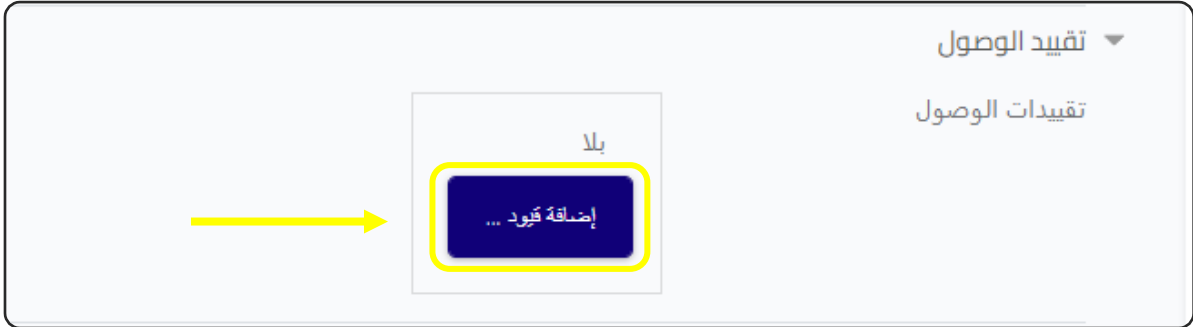 تقييد الوصول
تقييدات الوصول
بلا
إضافة قيود ...